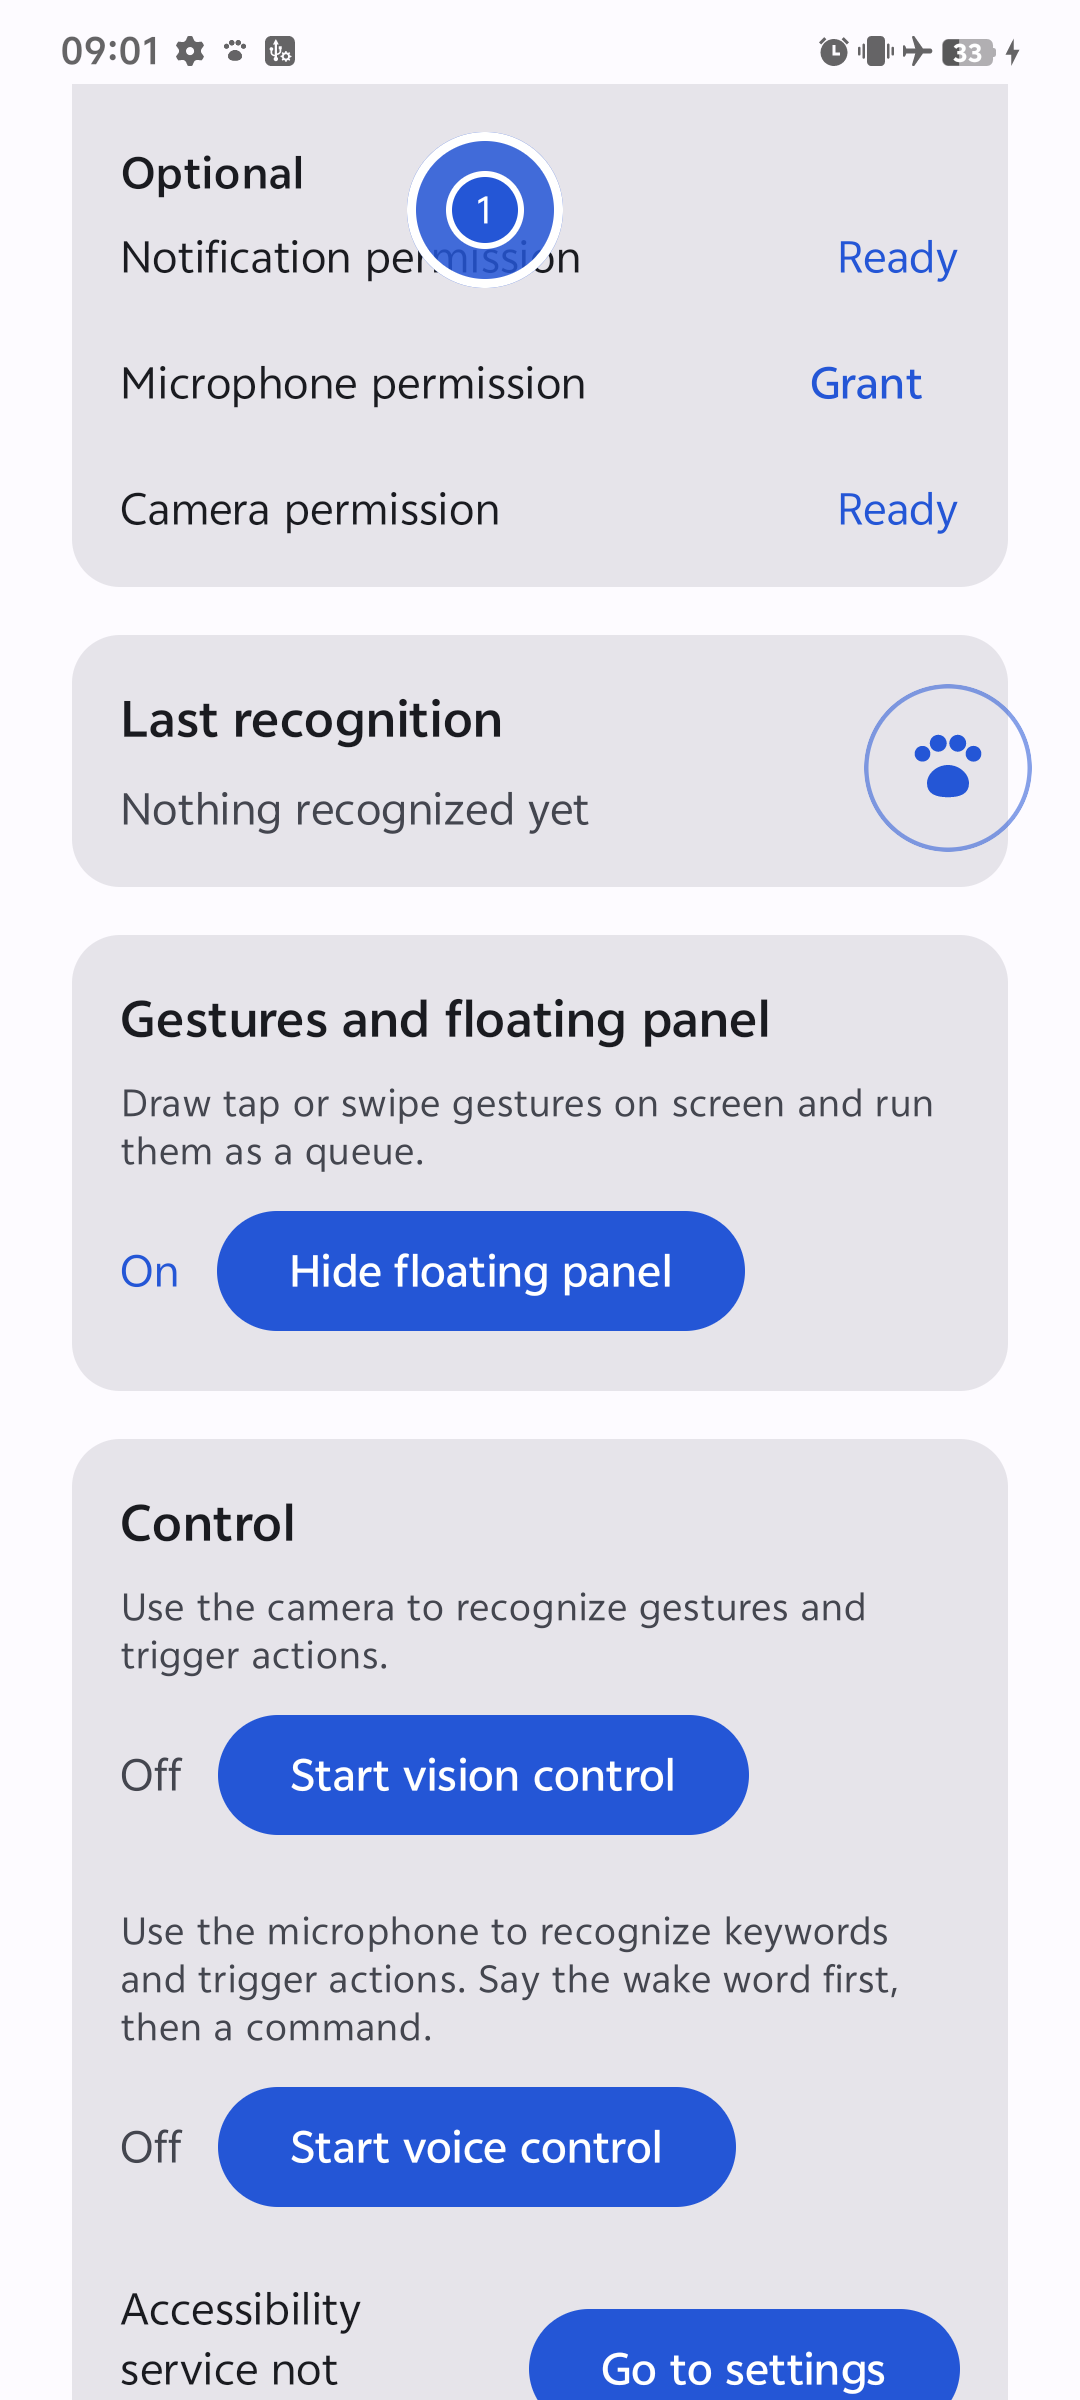 09:01
33
Optional
1
Notification permission
Ready
Microphone permission
Grant
Camera permission
Ready
Last recognition
Nothing recognized yet
Gestures and floating panel
Draw tap or swipe gestures on screen and run
them as a queue.
On
Hide floating panel
Control
Use the camera to recognize gestures and
trigger actions.
Off
Start vision control
Use the microphone to recognize keywords
and trigger actions. Say the wake word first,
then a command.
Off
Start voice control
Accessibility
service not
Go to settings